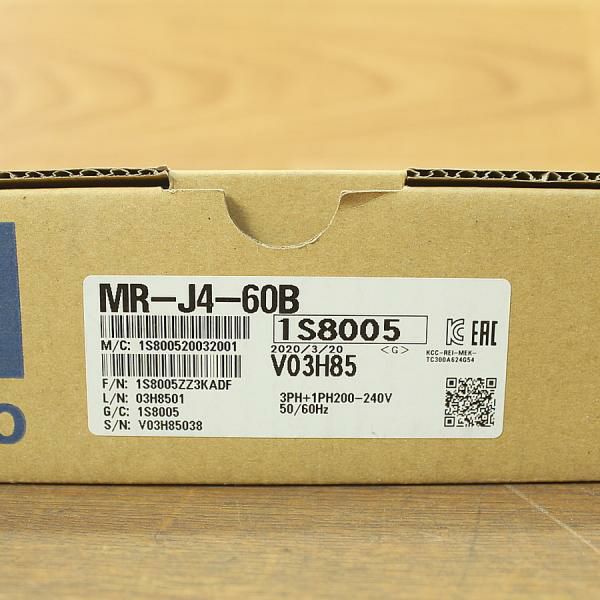 MR-J4-60B
M/C: 1S800520032001
1S8005
2020/3/20 <G>
V03H85
KCC-REI-MEK-
TC300A624G54
EAC
F/N: 1S8005ZZ3KADF
L/N: 03H8501
G/C: 1S8005
S/N: V03H85038
3PH+1PH200-240V
50/60Hz